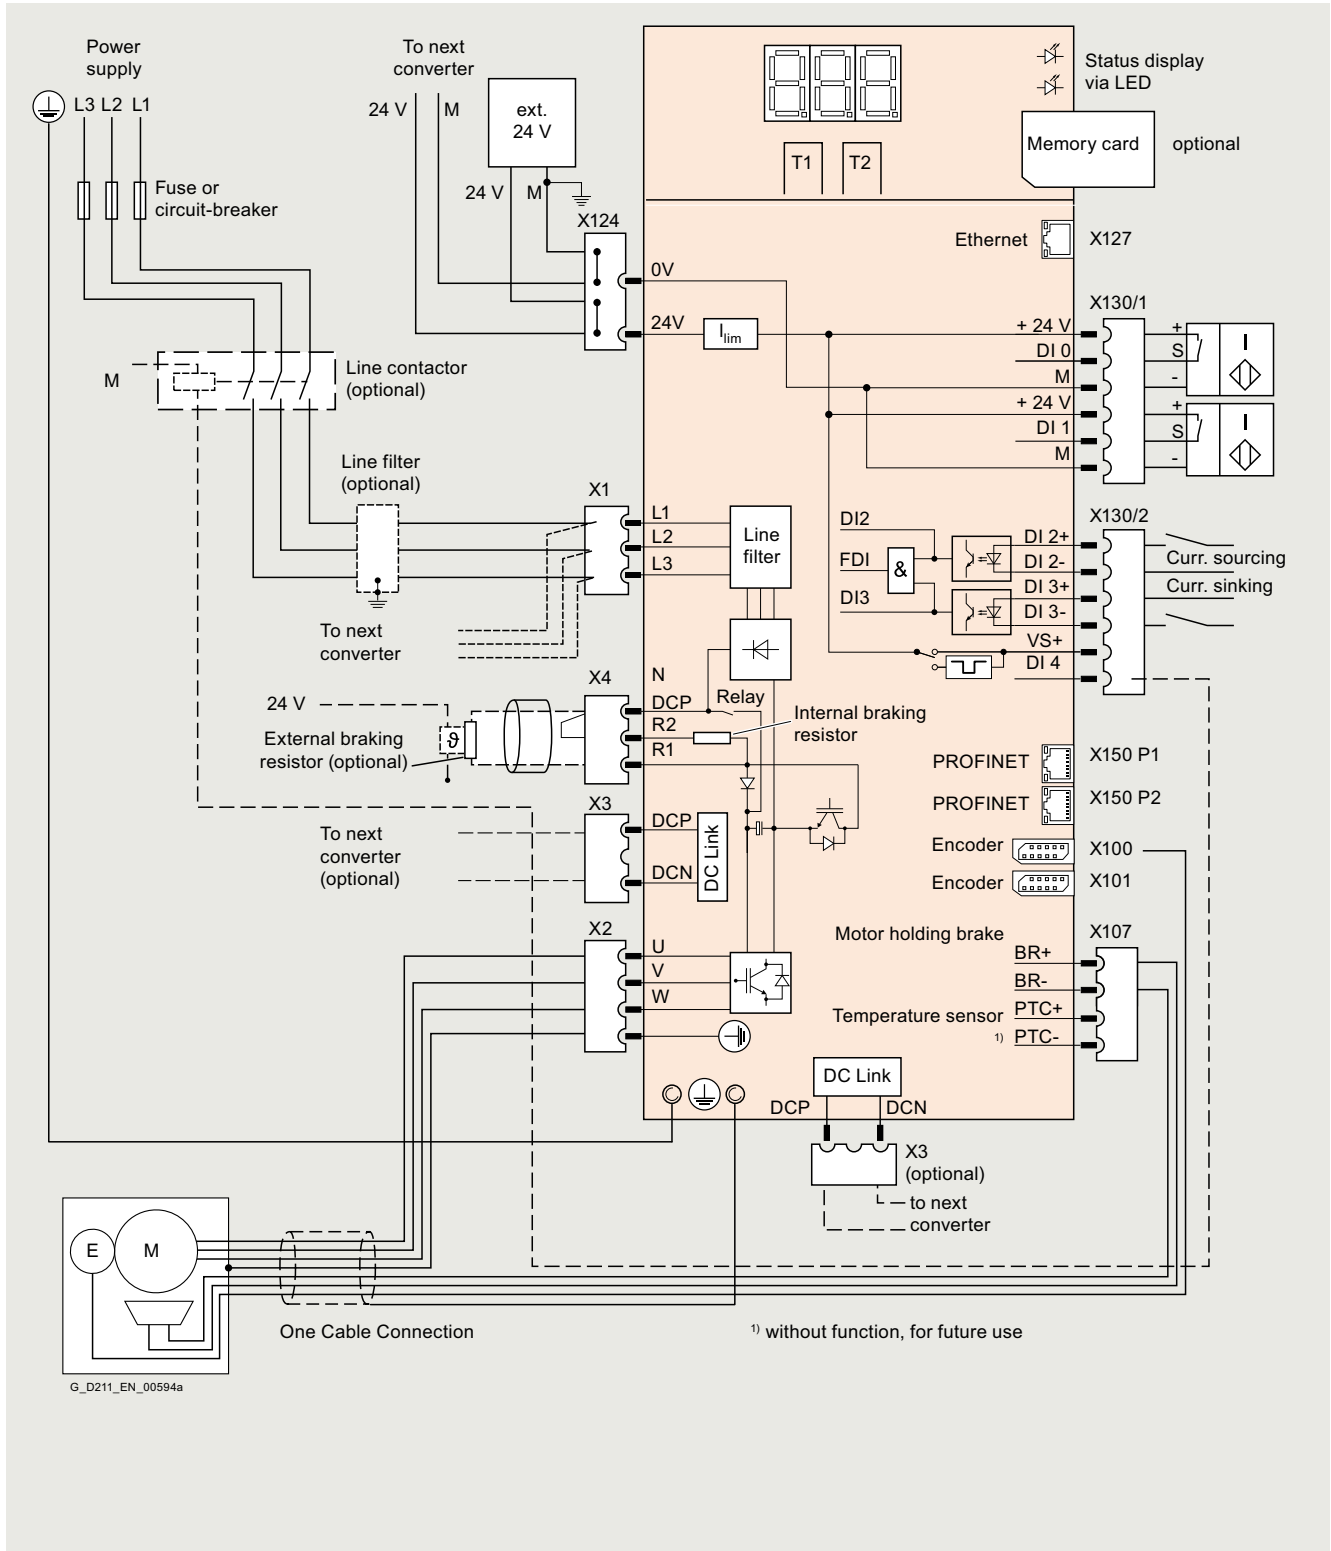 Power
supply
L3 L2 L1
Fuse or
circuit-breaker
To next
converter
24 V
M
ext.
24 V
24 V
M
X124
0V
24V
Ilim
T1
T2
Status display
via LED
Memory card
optional
Ethernet
X127
X130/1
+ 24 V
DI 0
M
+ 24 V
DI 1
M
+
S
-
I
+
S
-
I
M
Line contactor
(optional)
Line filter
(optional)
X1
L1
L2
L3
Line
filter
To next
converter
X130/2
DI2
FDI
&
DI3
DI 2+
DI 2-
DI 3+
DI 3-
VS+
DI 4
Curr. sourcing
Curr. sinking
X4
N
DCP
R2
R1
Relay
Internal braking
resistor
24 V
External braking
resistor (optional)
ϑ
X3
DCP
DCN
DC Link
To next
converter
(optional)
PROFINET
X150 P1
PROFINET
X150 P2
Encoder
X100
Encoder
X101
X2
U
V
W
Motor holding brake
X107
BR+
BR-
Temperature sensor
PTC+
1) PTC-
DC Link
DCP
DCN
X3
(optional)
to next
converter
E
M
One Cable Connection
1) without function, for future use
G_D211_EN_00594a